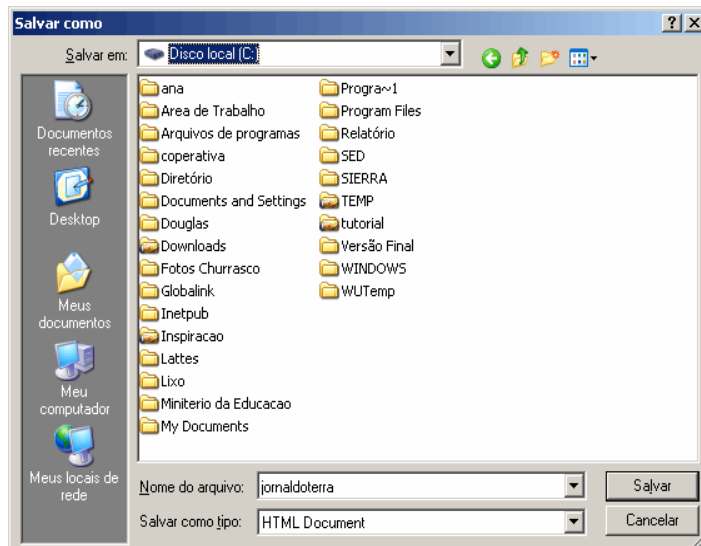 Salvar como
Salvar em:
Disco local (C:)
Documentos
recentes
Desktop
Meus
documentos
Meu
computador
Meus locais de
rede
ana
Area de Trabalho
Arquivos de programas
coperativa
Diretório
Documents and Settings
Douglas
Downloads
Fotos Churrasco
Globalink
Inetpub
Inspiracao
Lattes
Lixo
Miniterio da Educacao
My Documents
Progra~1
Program Files
Relatório
SED
SIERRA
TEMP
tutorial
Versão Final
WINDOWS
WUTemp
Nome do arquivo:
jornaldoterra
Salvar
Salvar como tipo:
HTML Document
Cancelar